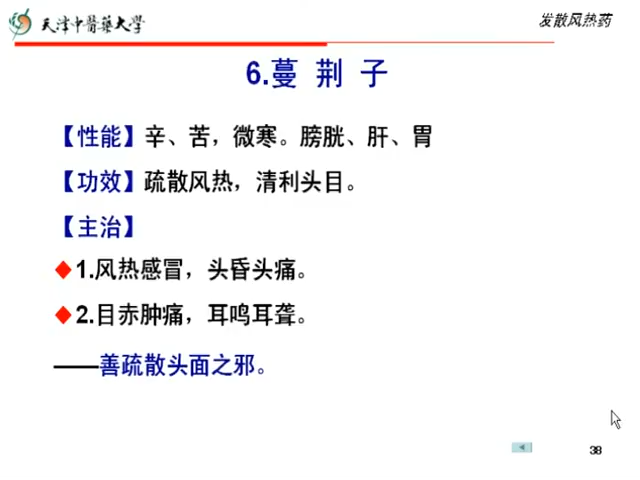 天津中醫藥大学
发散风热药
6.蔓 荆 子
【性能】辛、苦，微寒。膀胱、肝、胃
【功效】疏散风热，清利头目。
【主治】
◆1.风热感冒，头昏头痛。
◆2.目赤肿痛，耳鸣耳聋。
——善疏散头面之邪。
38